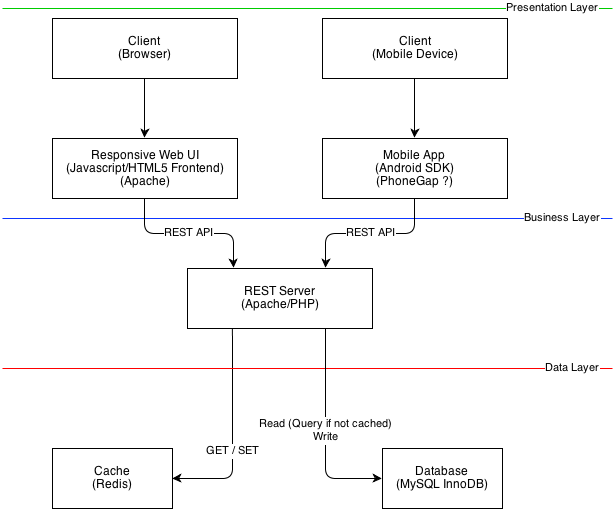 Presentation Layer
Client
(Browser)
Client
(Mobile Device)
Responsive Web UI
(Javascript/HTML5 Frontend)
(Apache)
Mobile App
(Android SDK)
(PhoneGap ?)
Business Layer
REST API
REST API
REST Server
(Apache/PHP)
Data Layer
Read (Query if not cached)
Write
GET / SET
Cache
(Redis)
Database
(MySQL InnoDB)